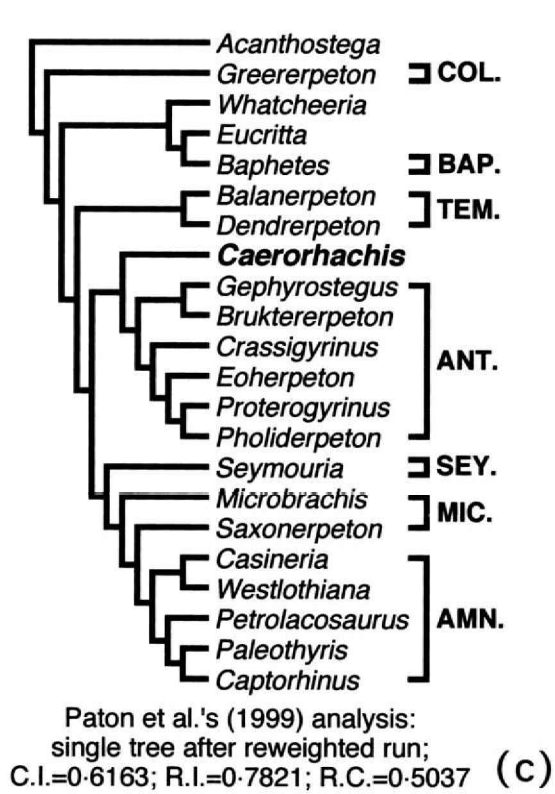 Acanthostega
Greererpeton COL.
Whatcheeria
Eucritta
Baphetes BAP.
Balanerpeton
TEM.
Dendrerpeton
Caerorhachis
Gephyrostegus
Bruktererpeton
Crassigyrinus
ANT.
Eoherpeton
Proterogyrinus
Pholiderpeton
Seymouria SEY.
Microbrachis
MIC.
Saxonerpeton
Casineria
Westlothiana
Petrolacosaurus AMN.
Paleothyris
Captorhinus
Paton et al.'s (1999) analysis:
single tree after reweighted run;
C.I.=0·6163; R.I.=0·7821; R.C.=0·5037 (c)